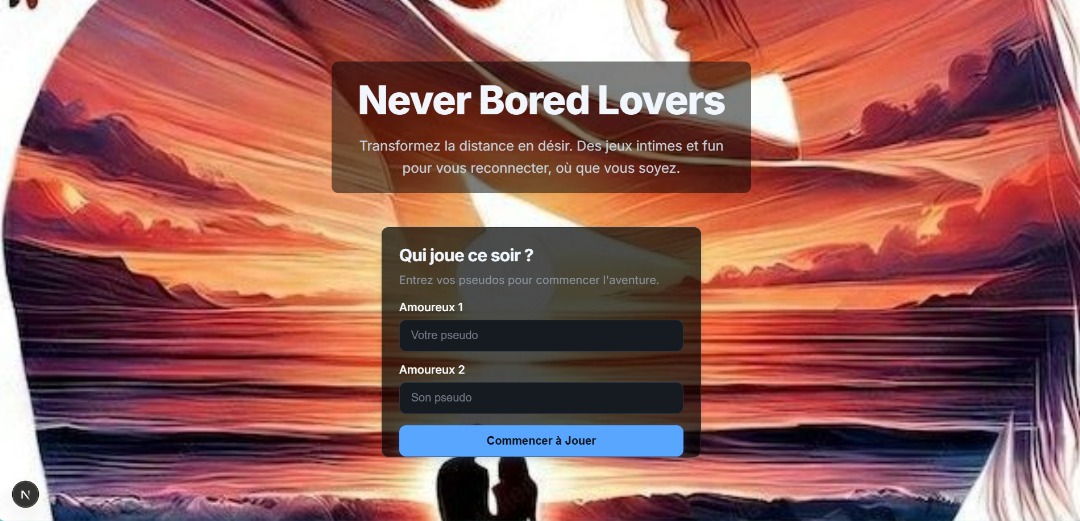 Never Bored Lovers
Transformez la distance en désir. Des jeux intimes et fun
pour vous reconnecter, où que vous soyez.
Qui joue ce soir ?
Entrez vos pseudos pour commencer l'aventure.
Amoureux 1
Votre pseudo
Amoureux 2
Son pseudo
Commencer à Jouer
N